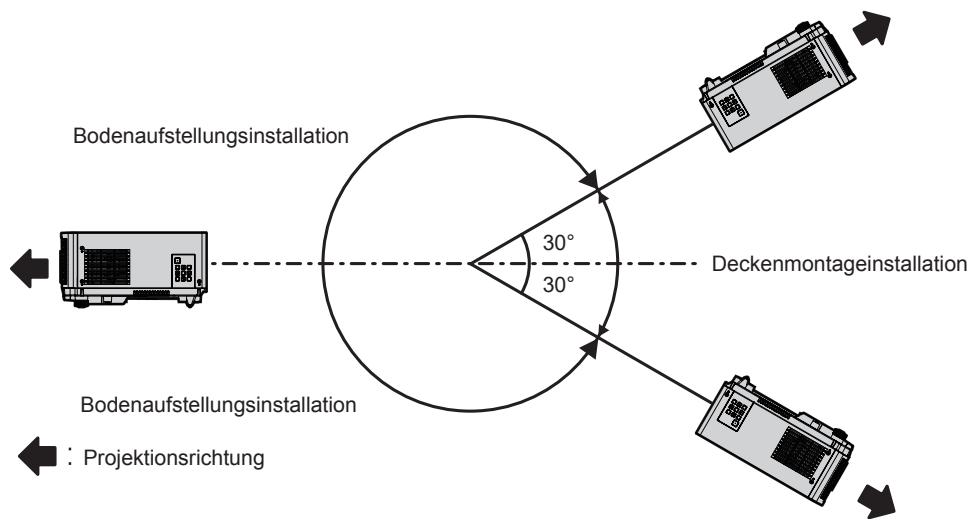 Bodenaufstellungsinstallation
30°
30°
Deckenmontageinstallation
Bodenaufstellungsinstallation
: Projektionsrichtung